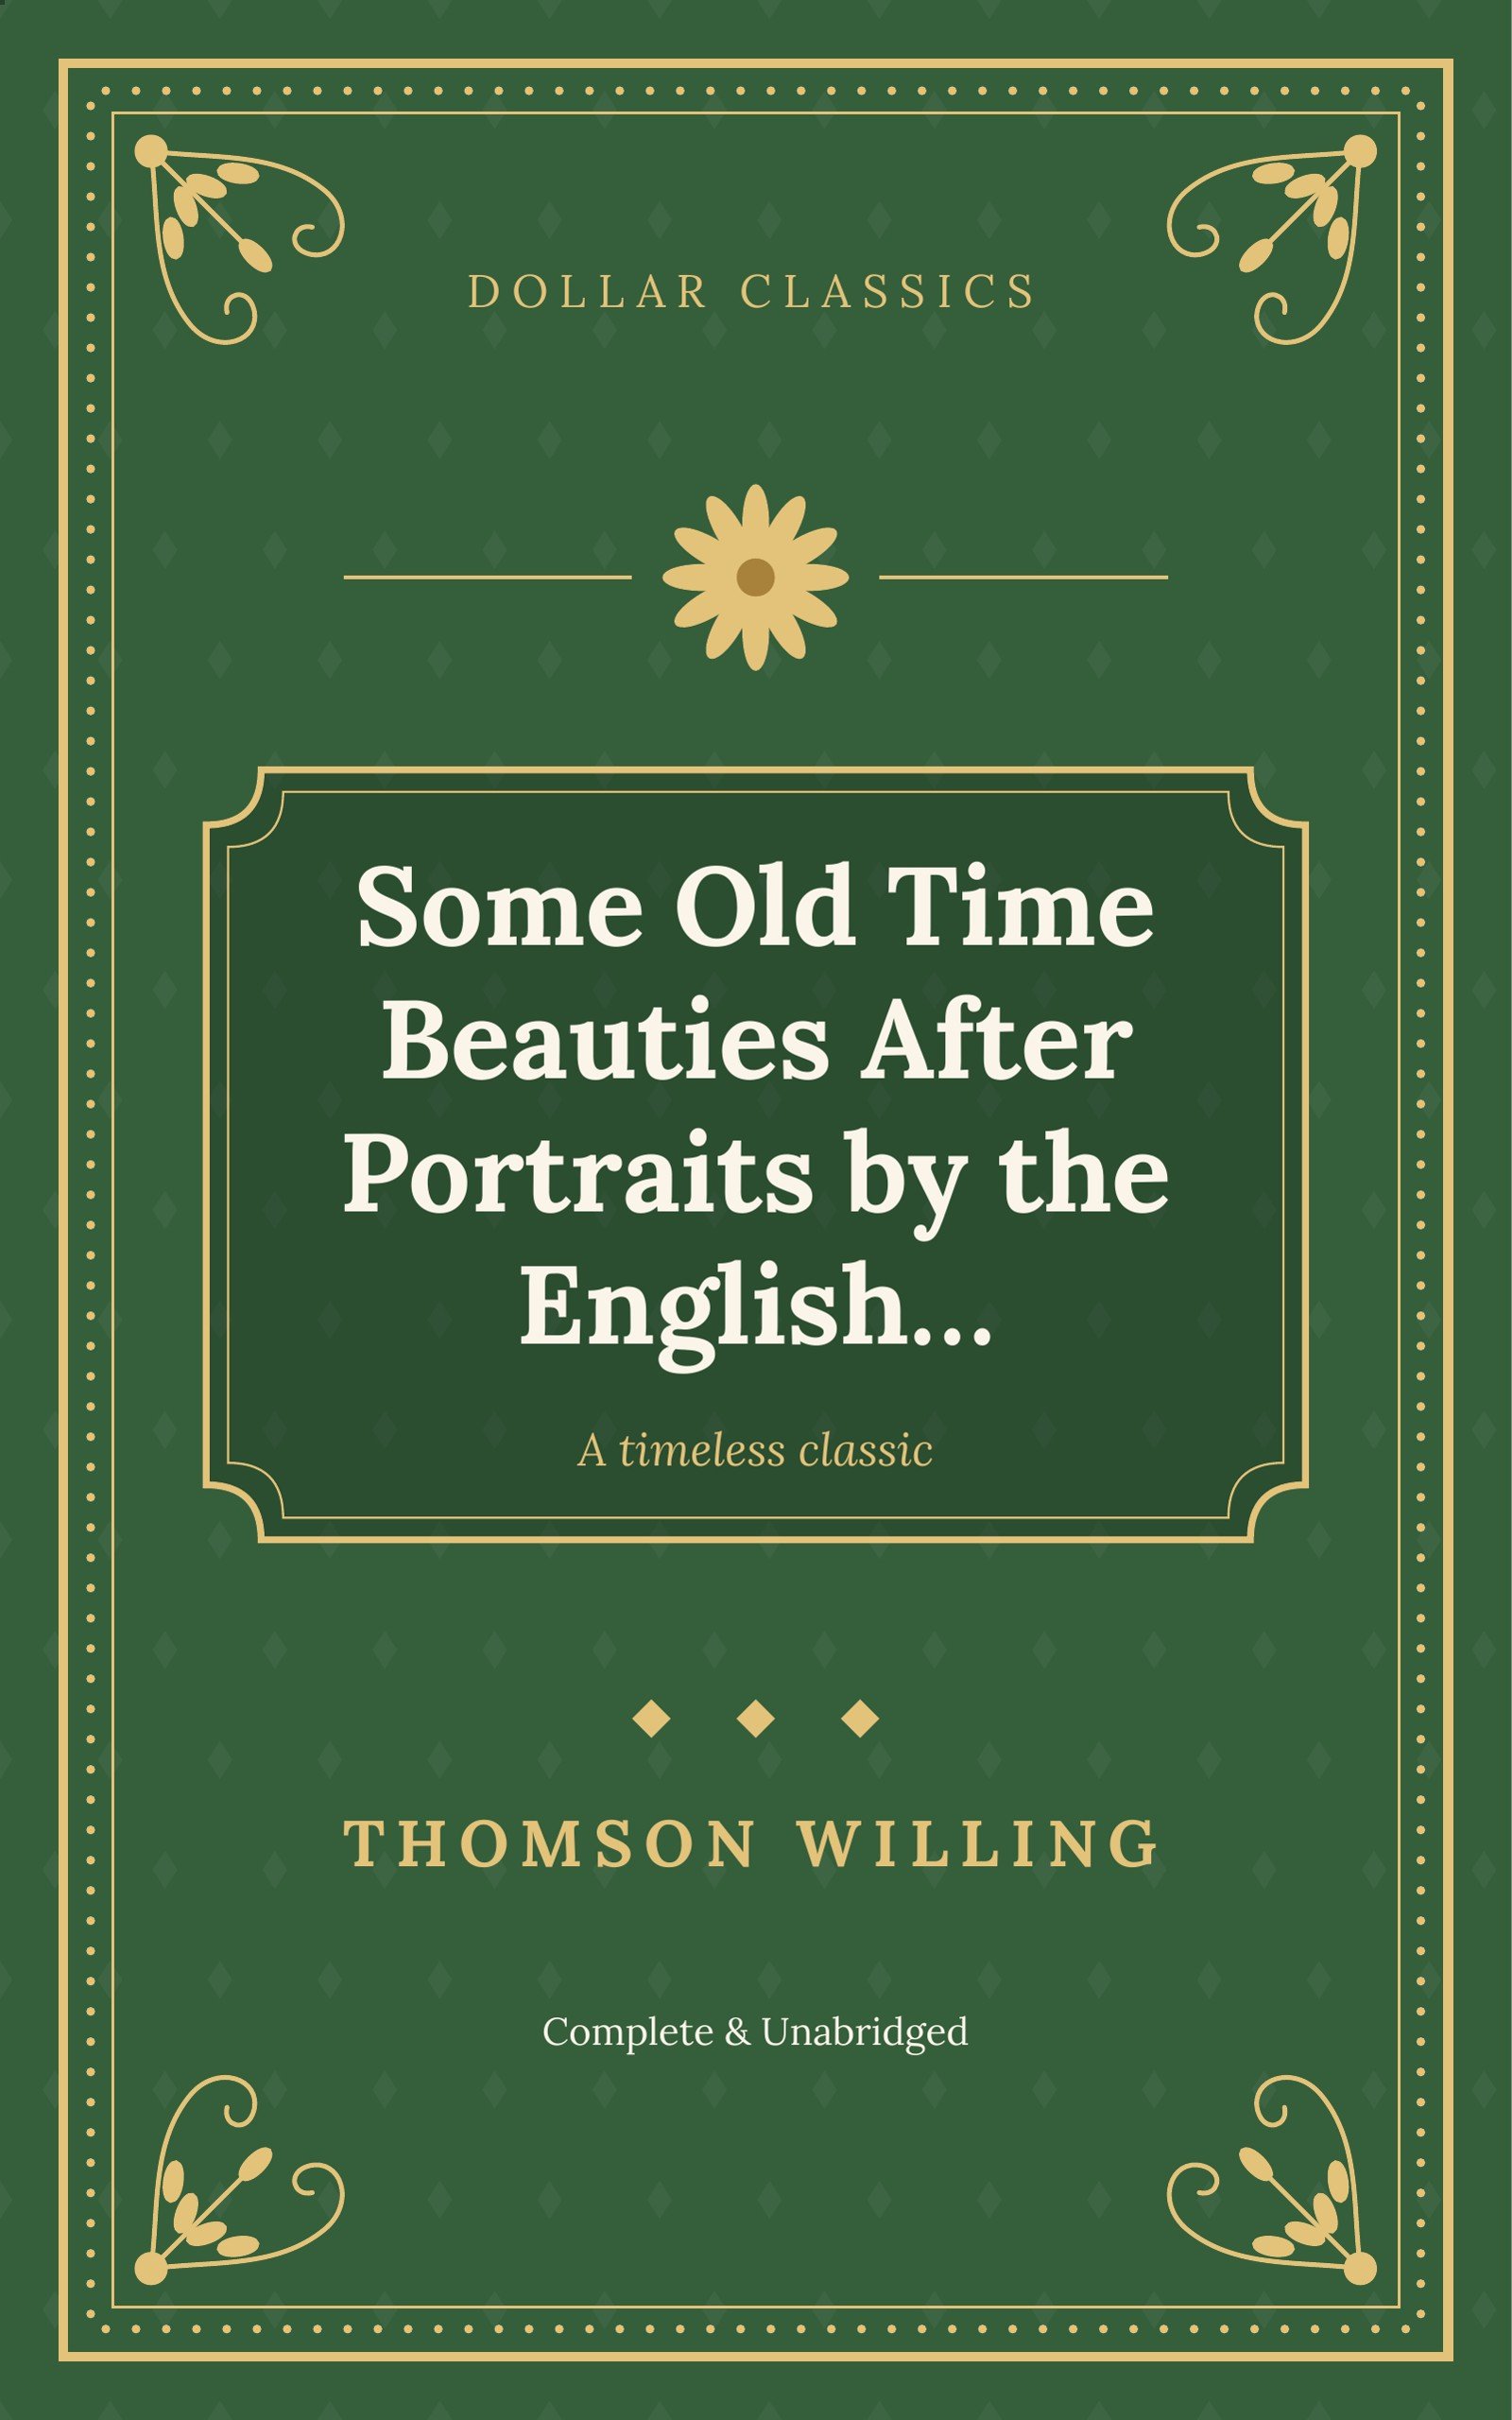 DOLLAR CLASSICS
Some Old Time
Beauties After
Portraits by the
English...
A timeless classic
THOMSON WILLING
Complete & Unabridged